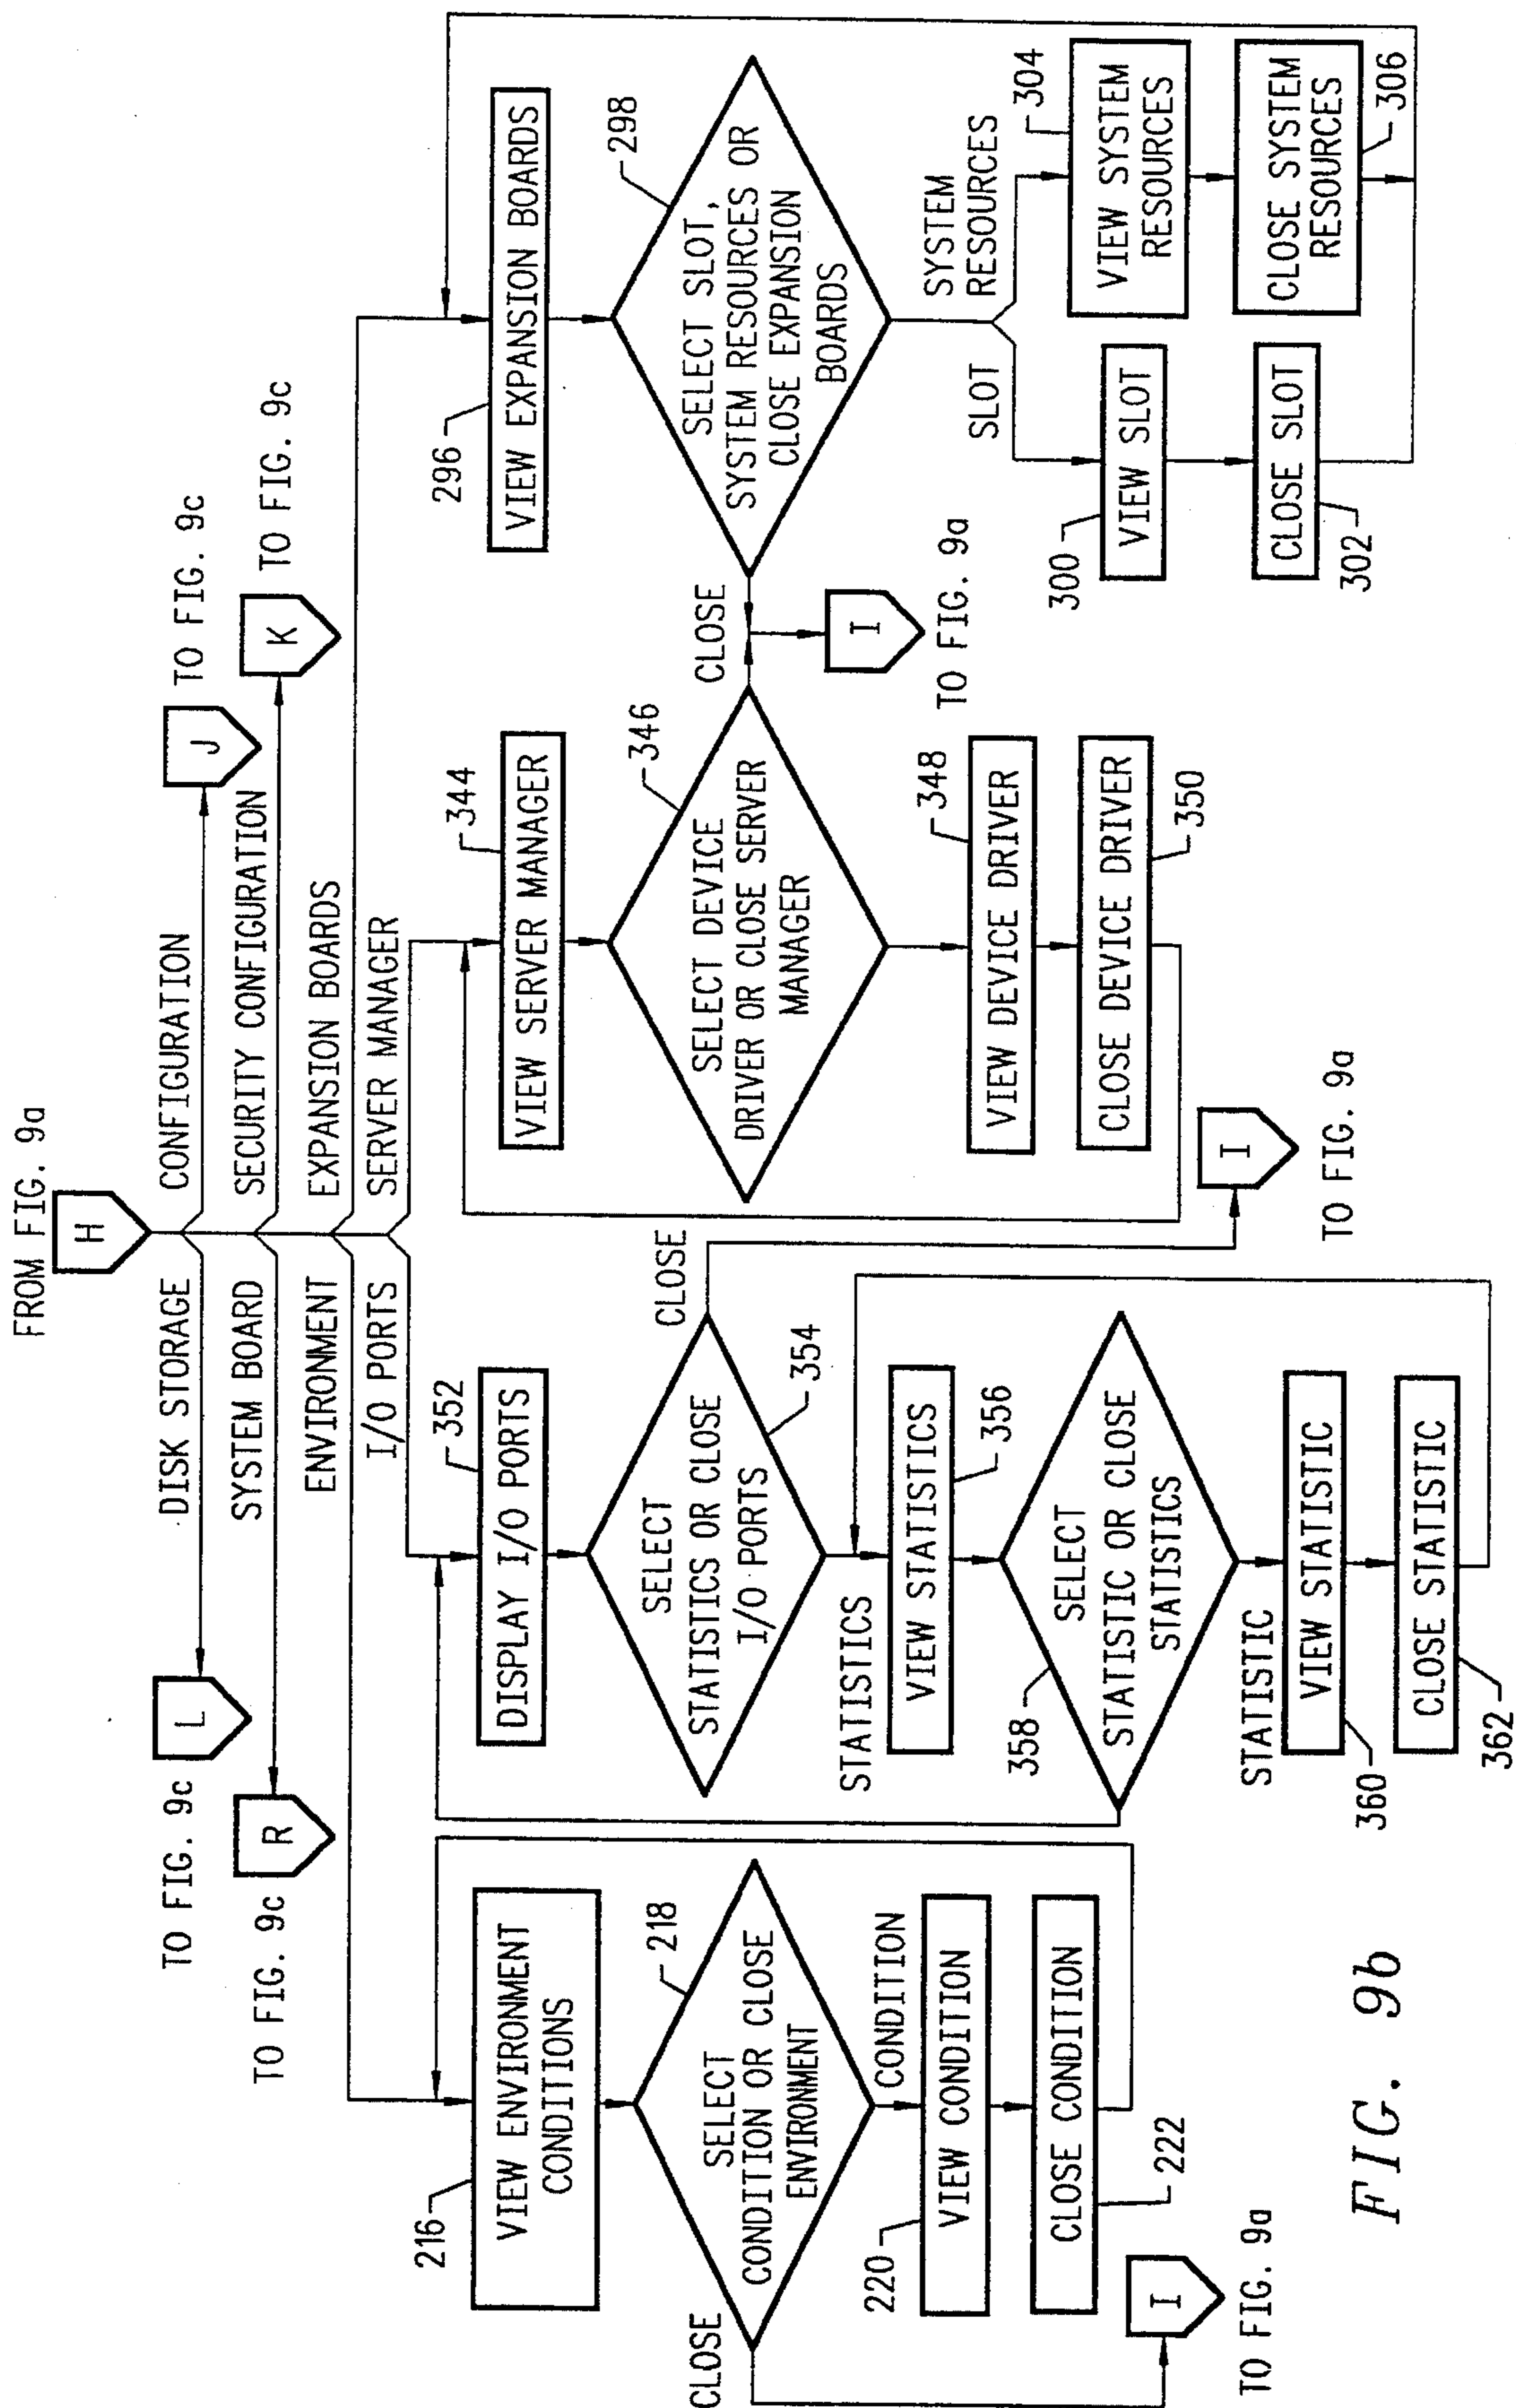 FROM FIG. 9a
H
DISK STORAGE
CONFIGURATION
TO FIG. 9c
L
J
TO FIG. 9c
SYSTEM BOARD
SECURITY CONFIGURATION
TO FIG. 9c
R
K
TO FIG. 9c
ENVIRONMENT
EXPANSION BOARDS
I/O PORTS
SERVER MANAGER
216
VIEW ENVIRONMENT
CONDITIONS
218
SELECT
CONDITION OR CLOSE
ENVIRONMENT
CLOSE
CONDITION
220
VIEW CONDITION
CLOSE CONDITION
222
I
TO FIG. 9a
352
DISPLAY I/O PORTS
SELECT
STATISTICS OR CLOSE
I/O PORTS
354
CLOSE
STATISTICS
VIEW STATISTICS
356
358
SELECT
STATISTIC OR CLOSE
STATISTICS
STATISTIC
VIEW STATISTIC
360
CLOSE STATISTIC
362
I
TO FIG. 9a
344
VIEW SERVER MANAGER
346
SELECT DEVICE
DRIVER OR CLOSE SERVER
MANAGER
348
VIEW DEVICE DRIVER
CLOSE DEVICE DRIVER
350
CLOSE
I
TO FIG. 9a
296
VIEW EXPANSION BOARDS
298
SELECT SLOT,
SYSTEM RESOURCES OR
CLOSE EXPANSION
BOARDS
SLOT
SYSTEM
RESOURCES
300
VIEW SLOT
CLOSE SLOT
302
304
VIEW SYSTEM
RESOURCES
CLOSE SYSTEM
RESOURCES
306
FIG. 9b